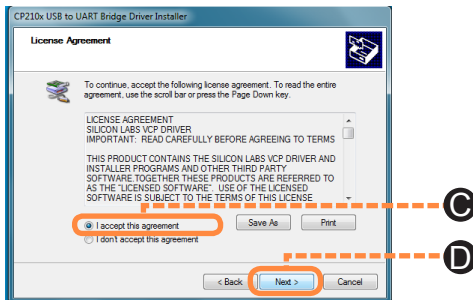 CP210x USB to UART Bridge Driver Installer
License Agreement
To continue, accept the following license agreement. To read the entire
agreement, use the scroll bar or press the Page Down key.
LICENSE AGREEMENT
SILICON LABS VCP DRIVER
IMPORTANT: READ CAREFULLY BEFORE AGREEING TO TERMS
THIS PRODUCT CONTAINS THE SILICON LABS VCP DRIVER AND
INSTALLER PROGRAMS AND OTHER THIRD PARTY
SOFTWARE.TOGETHER THESE PRODUCTS ARE REFERRED TO
AS THE "LICENSED SOFTWARE". USE OF THE LICENSED
SOFTWARE IS SUBJECT TO THE TERMS OF THIS LICENSE
C
I accept this agreement Save As Print
I don't accept this agreement
D
< Back Next > Cancel